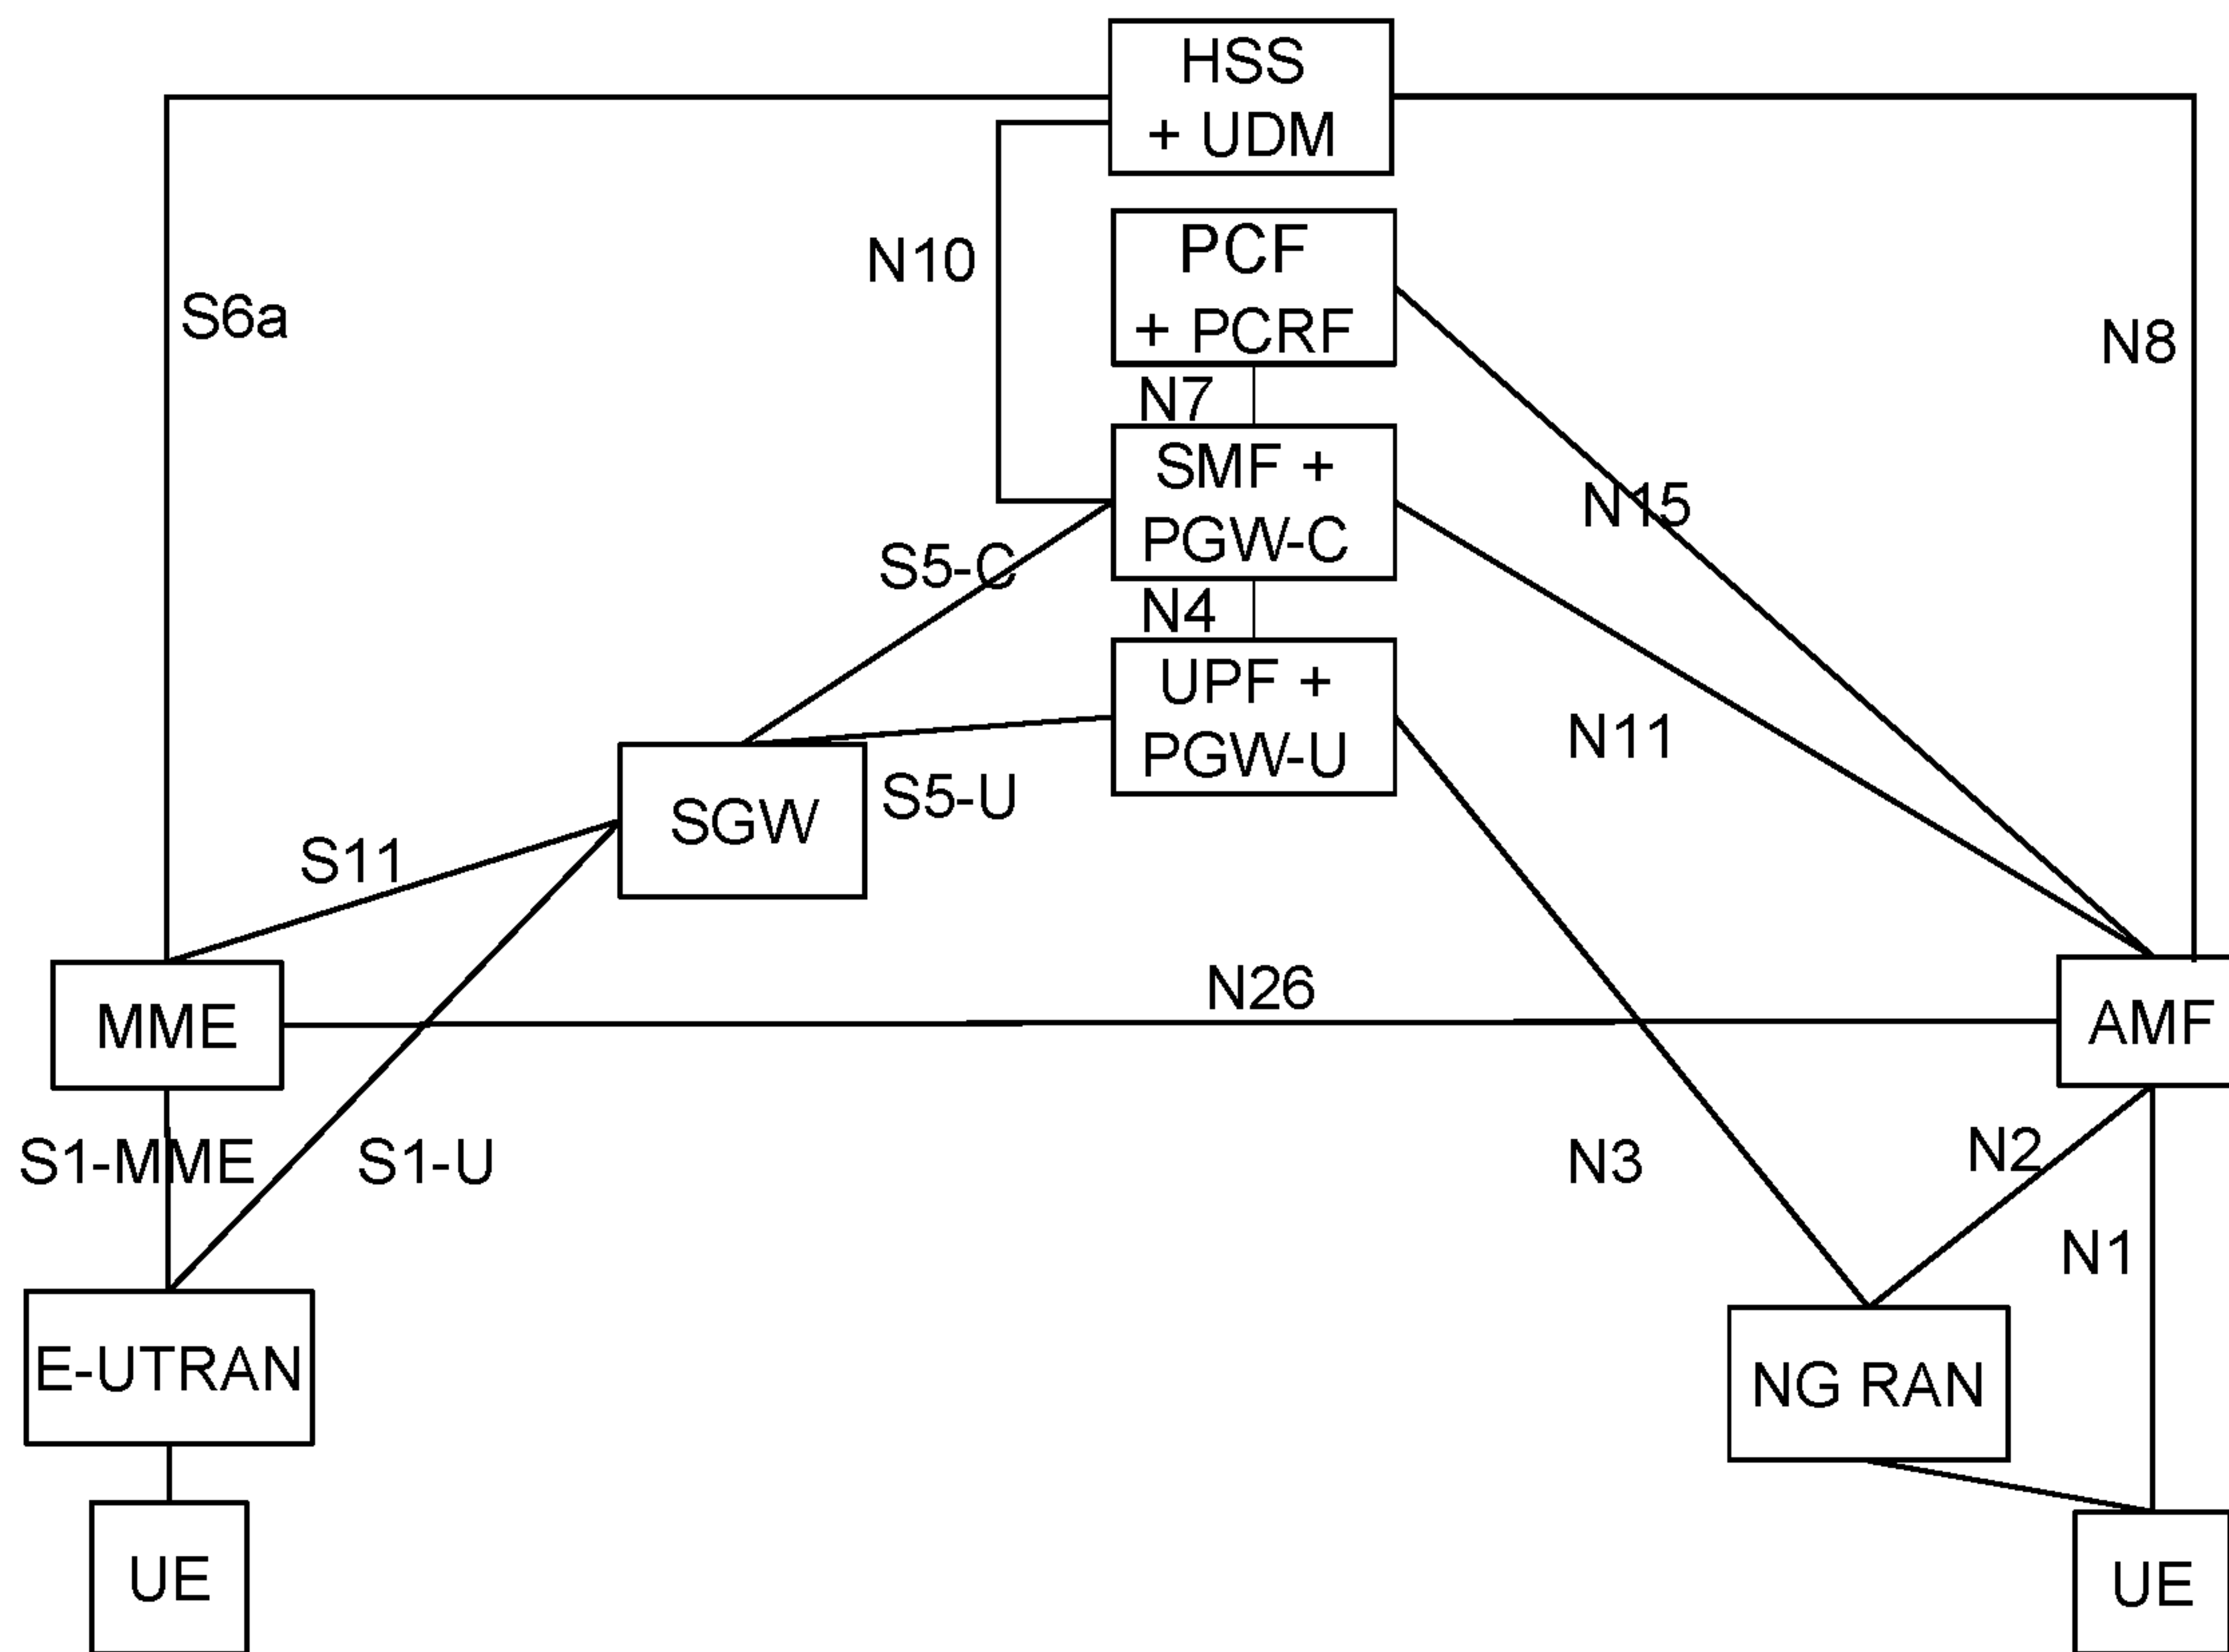 HSS
+ UDM
PCF
+ PCRF
N10
S6a
N8
N7
SMF +
PGW-C
N15
S5-C
N4
UPF +
PGW-U
N11
S5-U
SGW
S11
N26
MME
AMF
S1-MME
S1-U
N3
N2
N1
E-UTRAN
NG RAN
UE
UE